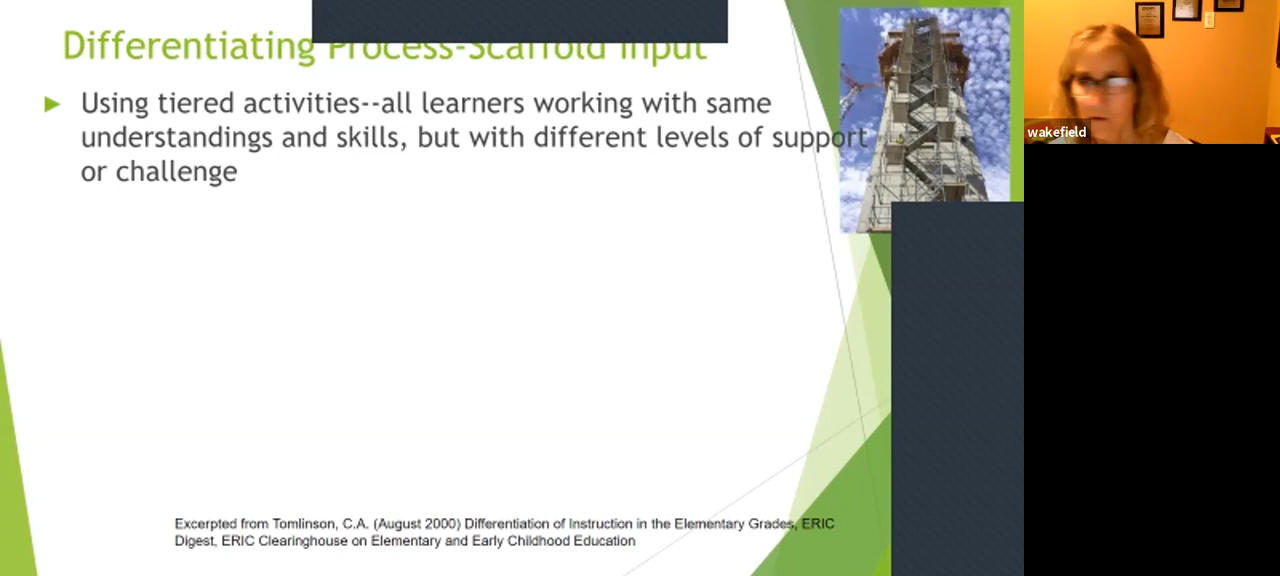 Differentiating Process-Scaffold Input
Using tiered activities--all learners working with same
understandings and skills, but with different levels of support
or challenge
wakefield
Excerpted from Tomlinson, C.A. (August 2000) Differentiation of Instruction in the Elementary Grades, ERIC
Digest, ERIC Clearinghouse on Elementary and Early Childhood Education